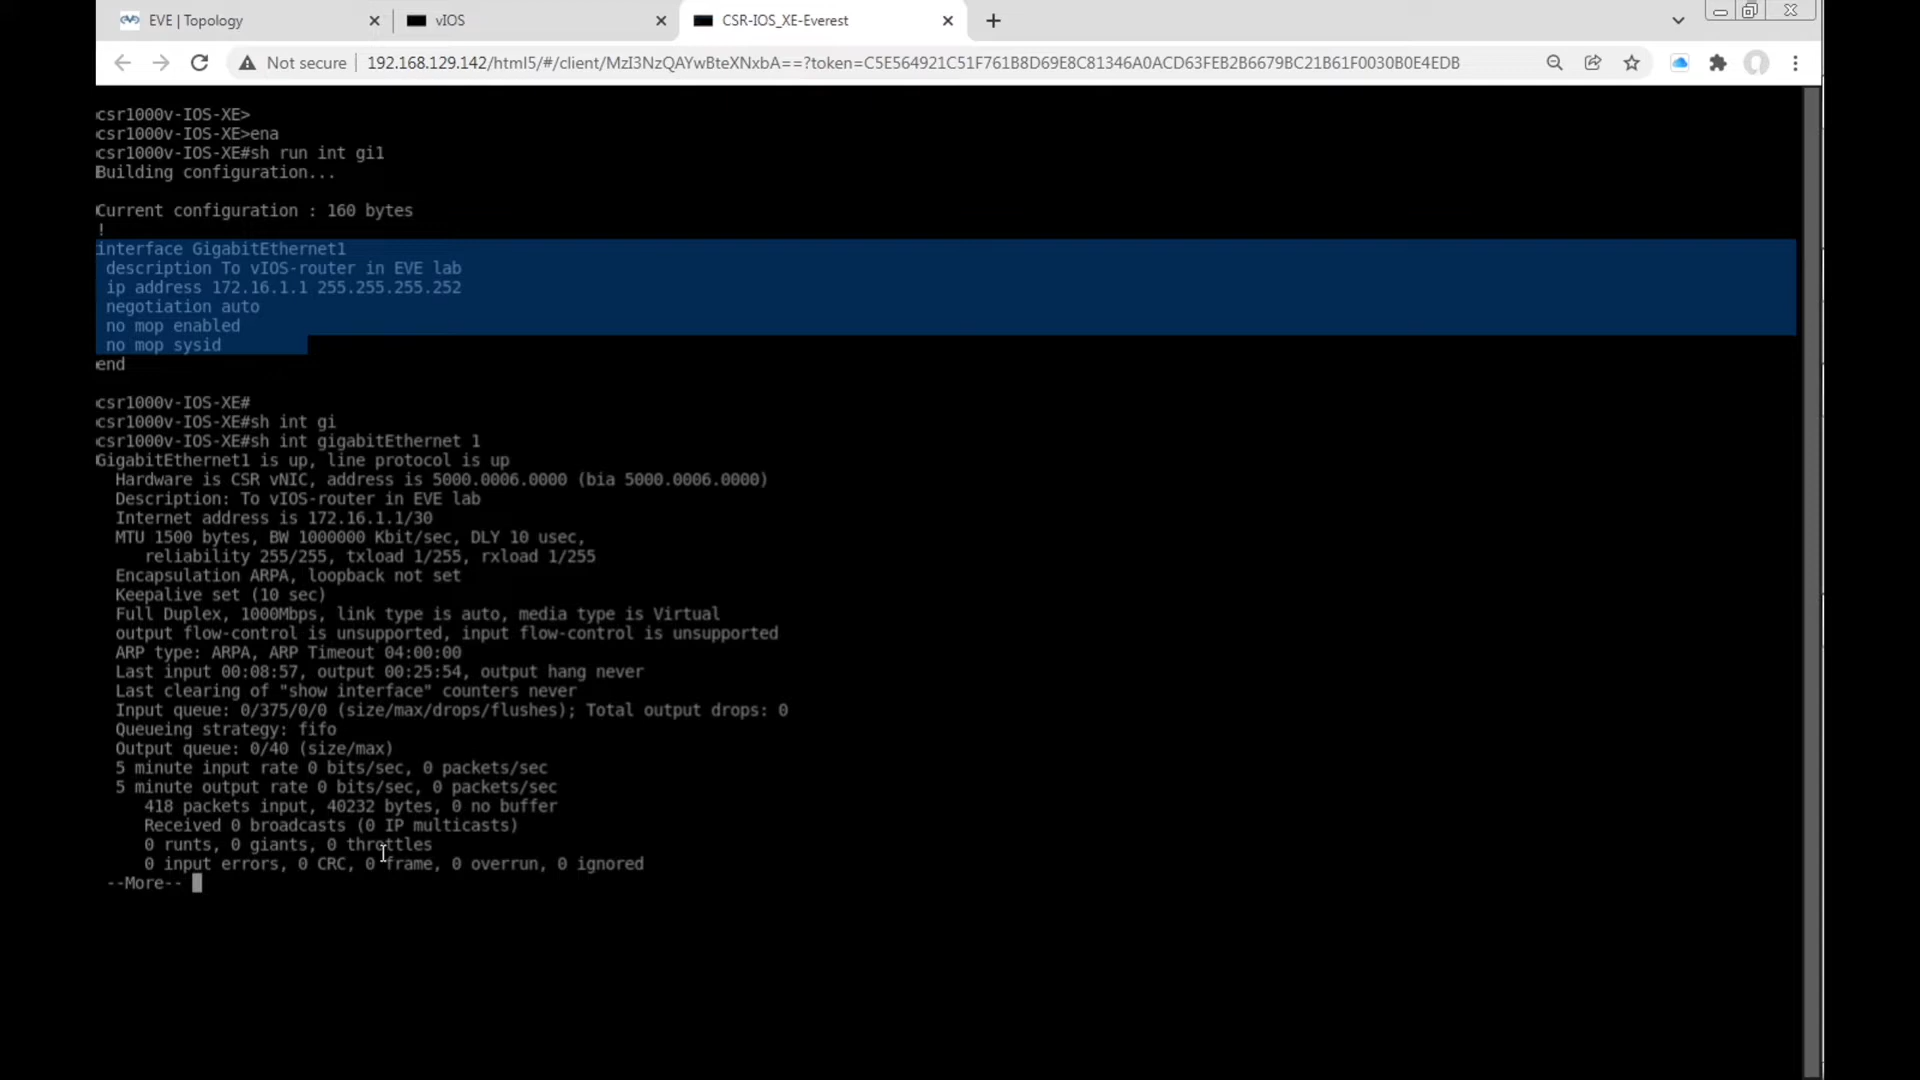 EVE | Topology
vIOS
CSR-IOS_XE-Everest
Not secure
192.168.129.142/html5/#/client/MzI3NzQAYwBteXNxbA==?token=C5E564921C51F761B8D69E8C81346A0ACD63FEB2B6679BC21B61F0030B0E4EDB
csr1000v-IOS-XE>
csr1000v-IOS-XE>ena
csr1000v-IOS-XE#sh run int gi1
Building configuration...
Current configuration : 160 bytes
!
interface GigabitEthernet1
description To vIOS-router in EVE lab
ip address 172.16.1.1 255.255.255.252
negotiation auto
no mop enabled
no mop sysid
end
csr1000v-IOS-XE#
csr1000v-IOS-XE#sh int gi
csr1000v-IOS-XE#sh int gigabitEthernet 1
GigabitEthernet1 is up, line protocol is up
Hardware is CSR vNIC, address is 5000.0006.0000 (bia 5000.0006.0000)
Description: To vIOS-router in EVE lab
Internet address is 172.16.1.1/30
MTU 1500 bytes, BW 1000000 Kbit/sec, DLY 10 usec,
reliability 255/255, txload 1/255, rxload 1/255
Encapsulation ARPA, loopback not set
Keepalive set (10 sec)
Full Duplex, 1000Mbps, link type is auto, media type is Virtual
output flow-control is unsupported, input flow-control is unsupported
ARP type: ARPA, ARP Timeout 04:00:00
Last input 00:08:57, output 00:25:54, output hang never
Last clearing of "show interface" counters never
Input queue: 0/375/0/0 (size/max/drops/flushes); Total output drops: 0
Queueing strategy: fifo
Output queue: 0/40 (size/max)
5 minute input rate 0 bits/sec, 0 packets/sec
5 minute output rate 0 bits/sec, 0 packets/sec
418 packets input, 40232 bytes, 0 no buffer
Received 0 broadcasts (0 IP multicasts)
0 runts, 0 giants, 0 throttles
0 input errors, 0 CRC, 0 frame, 0 overrun, 0 ignored
--More--